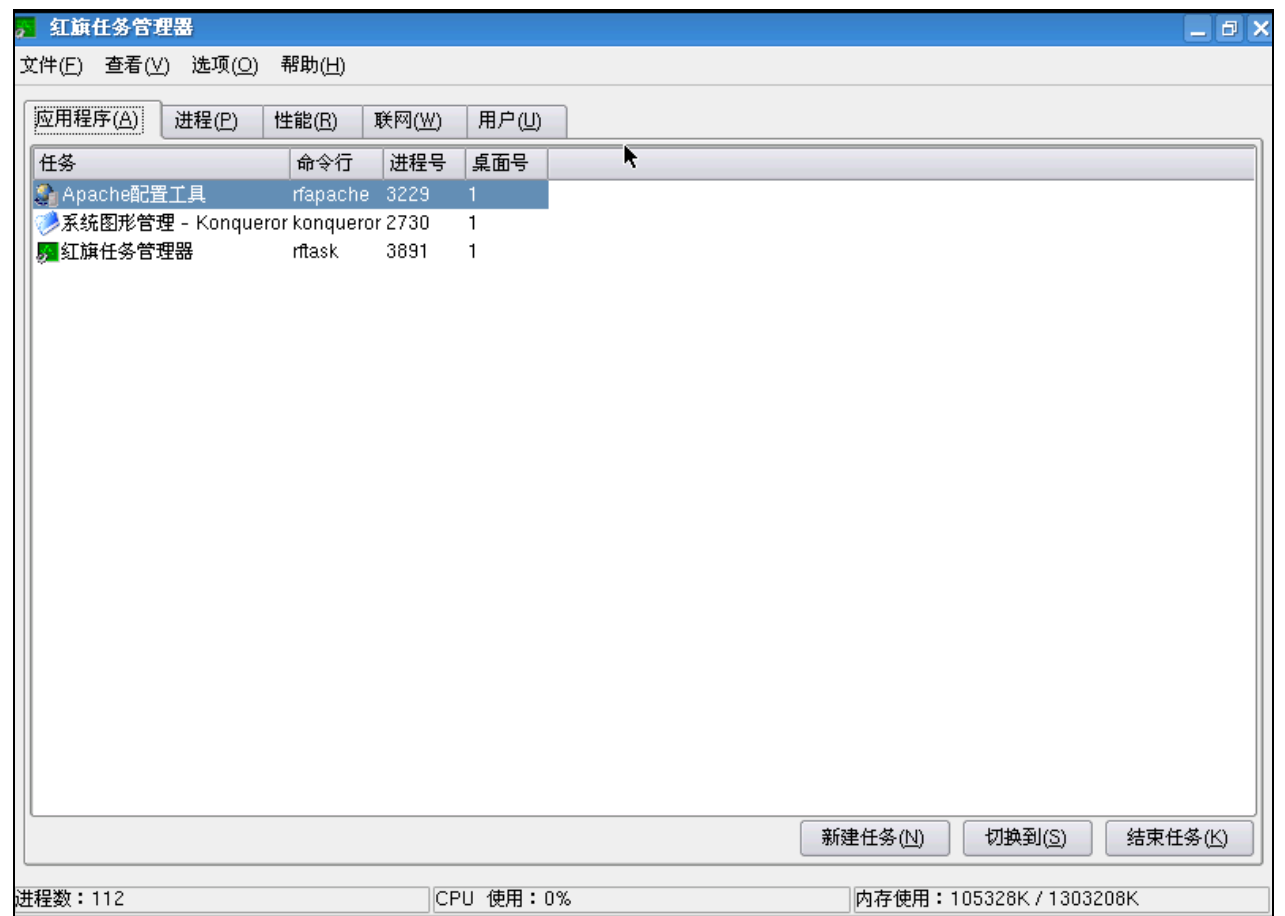 红旗任务管理器
文件(F) 查看(V) 选项(O) 帮助(H)
应用程序(A) 进程(P) 性能(R) 联网(W) 用户(U)
任务 命令行 进程号 桌面号
Apache配置工具 rfapache 3229 1
系统图形管理 - Konqueror konqueror 2730 1
红旗任务管理器 rftask 3891 1
新建任务(N) 切换到(S) 结束任务(K)
进程数：112 CPU 使用：0% 内存使用：105328K / 1303208K